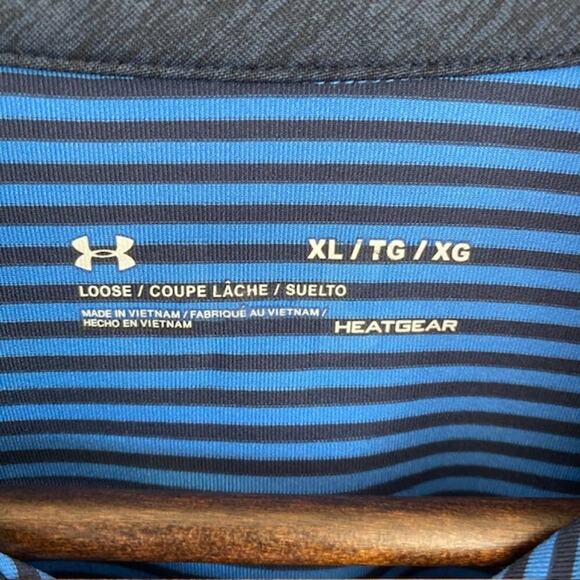 XL / TG / XG
LOOSE / COUPE LÂCHE / SUELTO
MADE IN VIETNAM / FABRIQUÉ AU VIETNAM /
HECHO EN VIETNAM
HEATGEAR